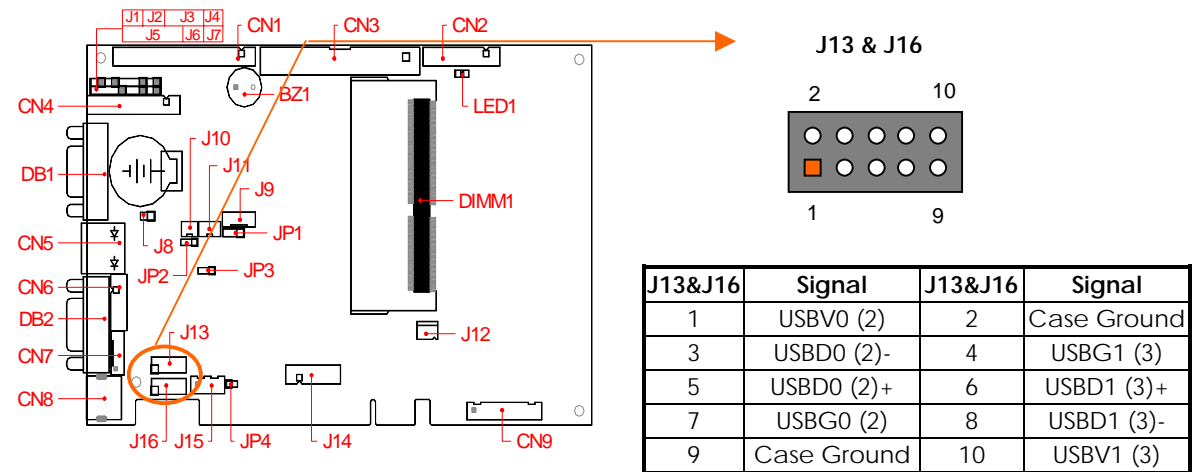 J1 J2 J3 J4
J5 J6 J7
CN1
CN3
CN2
CN4
BZ1
LED1
J10
DB1
J11
J9
DIMM1
CN5
J8
JP1
JP2
JP3
CN6
DB2
J13
J12
CN7
CN8
J16
J15
JP4
J14
CN9
J13 & J16
2 10
1 9
J13&J16 Signal J13&J16 Signal
1 USBV0 (2) 2 Case Ground
3 USBD0 (2)- 4 USBG1 (3)
5 USBD0 (2)+ 6 USBD1 (3)+
7 USBG0 (2) 8 USBD1 (3)-
9 Case Ground 10 USBV1 (3)